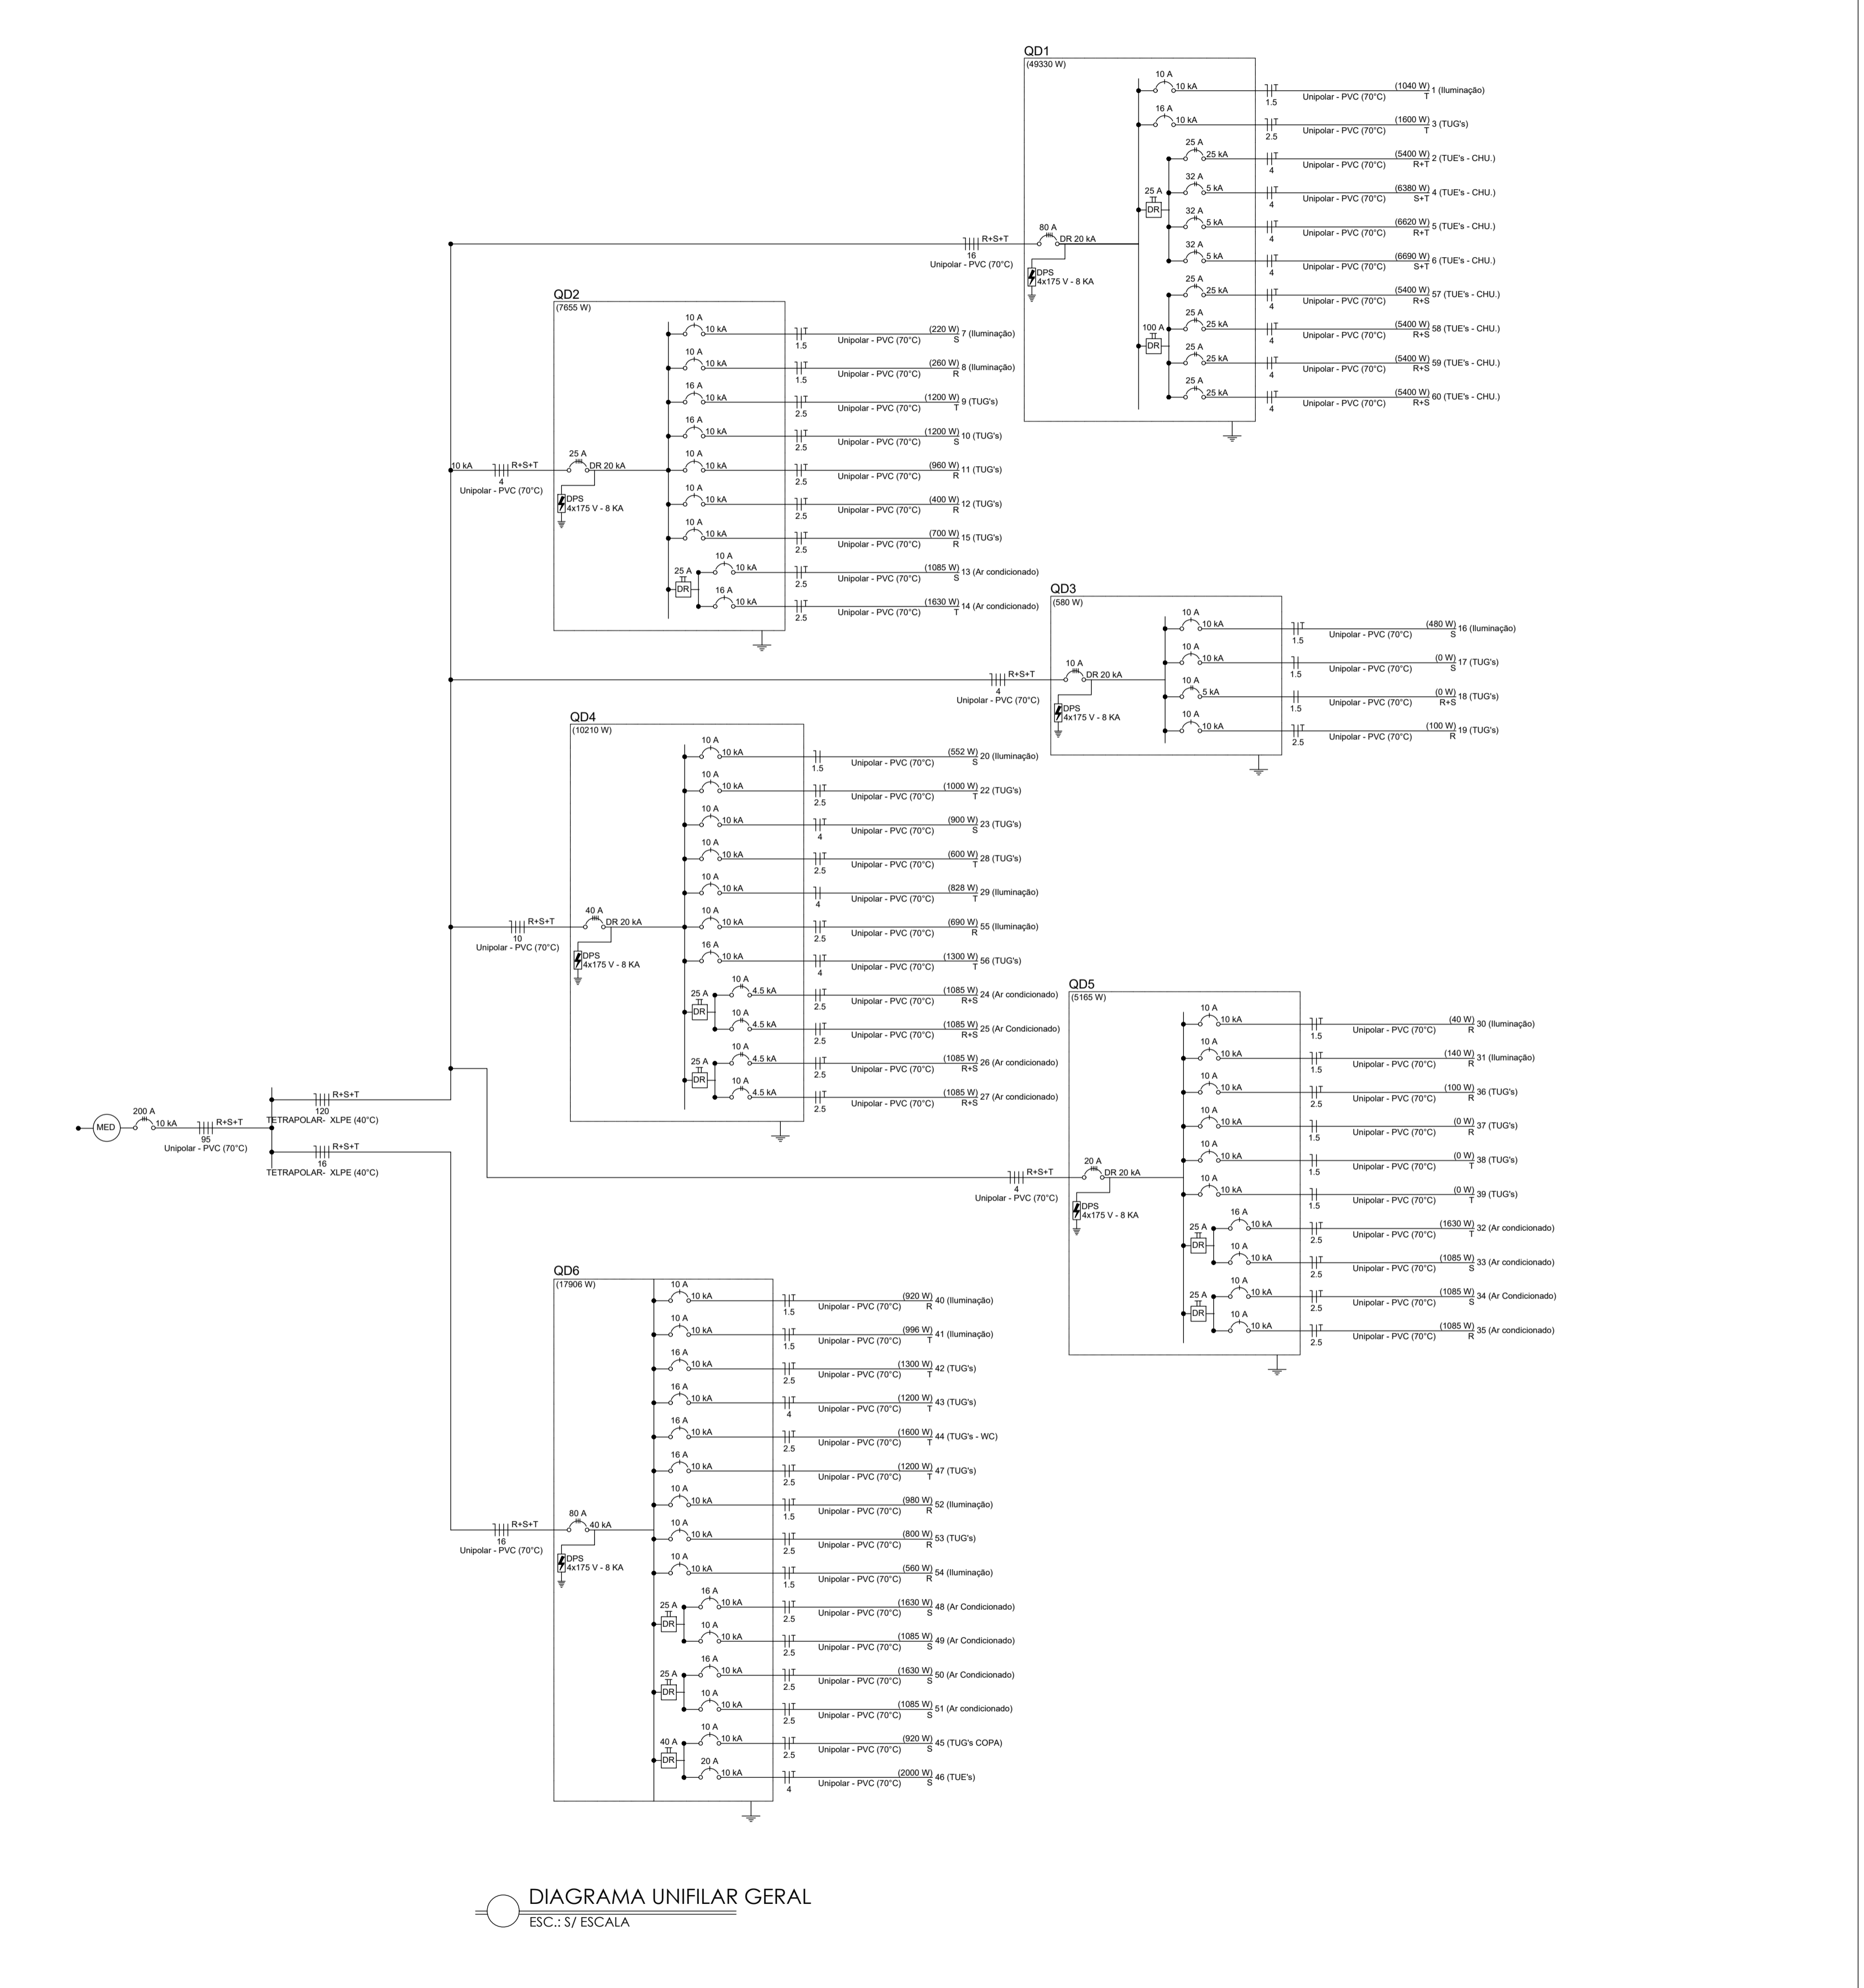 QD1
(49330 W)
10 A
10 kA
1.5
T
Unipolar - PVC (70°C)
(1040 W)
T
1 (Iluminação)
16 A
10 kA
2.5
T
Unipolar - PVC (70°C)
(1600 W)
T
3 (TUG's)
25 A
25 kA
4
T
Unipolar - PVC (70°C)
(5400 W)
R+T
2 (TUE's - CHU.)
25 A
DR
32 A
5 kA
4
T
Unipolar - PVC (70°C)
(6380 W)
S+T
4 (TUE's - CHU.)
32 A
5 kA
4
T
Unipolar - PVC (70°C)
(6620 W)
R+T
5 (TUE's - CHU.)
32 A
5 kA
4
T
Unipolar - PVC (70°C)
(6690 W)
S+T
6 (TUE's - CHU.)
R+S+T
16
Unipolar - PVC (70°C)
80 A
DR 20 kA
DPS
4x175 V - 8 KA
25 A
25 kA
4
T
Unipolar - PVC (70°C)
(5400 W)
R+S
57 (TUE's - CHU.)
100 A
DR
25 A
25 kA
4
T
Unipolar - PVC (70°C)
(5400 W)
R+S
58 (TUE's - CHU.)
25 A
25 kA
4
T
Unipolar - PVC (70°C)
(5400 W)
R+S
59 (TUE's - CHU.)
25 A
25 kA
4
T
Unipolar - PVC (70°C)
(5400 W)
R+S
60 (TUE's - CHU.)
QD2
(7655 W)
10 A
10 kA
1.5
T
Unipolar - PVC (70°C)
(220 W)
S
7 (Iluminação)
10 A
10 kA
1.5
T
Unipolar - PVC (70°C)
(260 W)
R
8 (Iluminação)
16 A
10 kA
2.5
T
Unipolar - PVC (70°C)
(1200 W)
T
9 (TUG's)
16 A
10 kA
2.5
T
Unipolar - PVC (70°C)
(1200 W)
S
10 (TUG's)
10 kA
R+S+T
4
Unipolar - PVC (70°C)
25 A
DR 20 kA
DPS
4x175 V - 8 KA
10 A
10 kA
2.5
T
Unipolar - PVC (70°C)
(960 W)
R
11 (TUG's)
10 A
10 kA
2.5
T
Unipolar - PVC (70°C)
(400 W)
R
12 (TUG's)
10 A
10 kA
2.5
T
Unipolar - PVC (70°C)
(700 W)
R
15 (TUG's)
25 A
DR
10 A
10 kA
2.5
T
Unipolar - PVC (70°C)
(1085 W)
S
13 (Ar condicionado)
16 A
10 kA
2.5
T
Unipolar - PVC (70°C)
(1630 W)
T
14 (Ar condicionado)
QD3
(580 W)
10 A
10 kA
1.5
T
Unipolar - PVC (70°C)
(480 W)
S
16 (Iluminação)
10 A
10 kA
1.5
Unipolar - PVC (70°C)
(0 W)
S
17 (TUG's)
R+S+T
4
Unipolar - PVC (70°C)
10 A
DR 20 kA
DPS
4x175 V - 8 KA
10 A
5 kA
1.5
Unipolar - PVC (70°C)
(0 W)
R+S
18 (TUG's)
10 A
10 kA
2.5
T
Unipolar - PVC (70°C)
(100 W)
R
19 (TUG's)
QD4
(10210 W)
10 A
10 kA
1.5
Unipolar - PVC (70°C)
(552 W)
S
20 (Iluminação)
10 A
10 kA
2.5
T
Unipolar - PVC (70°C)
(1000 W)
T
22 (TUG's)
10 A
10 kA
4
T
Unipolar - PVC (70°C)
(900 W)
S
23 (TUG's)
10 A
10 kA
2.5
T
Unipolar - PVC (70°C)
(600 W)
T
28 (TUG's)
10 A
10 kA
4
Unipolar - PVC (70°C)
(828 W)
T
29 (Iluminação)
R+S+T
10
Unipolar - PVC (70°C)
40 A
DR 20 kA
DPS
4x175 V - 8 KA
10 A
10 kA
2.5
T
Unipolar - PVC (70°C)
(690 W)
R
55 (Iluminação)
16 A
10 kA
4
T
Unipolar - PVC (70°C)
(1300 W)
T
56 (TUG's)
25 A
DR
10 A
4.5 kA
2.5
T
Unipolar - PVC (70°C)
(1085 W)
R+S
24 (Ar condicionado)
10 A
4.5 kA
2.5
T
Unipolar - PVC (70°C)
(1085 W)
R+S
25 (Ar Condicionado)
25 A
DR
10 A
4.5 kA
2.5
T
Unipolar - PVC (70°C)
(1085 W)
R+S
26 (Ar condicionado)
10 A
4.5 kA
2.5
T
Unipolar - PVC (70°C)
(1085 W)
R+S
27 (Ar condicionado)
MED
200 A
10 kA
R+S+T
95
Unipolar - PVC (70°C)
R+S+T
120
TETRAPOLAR- XLPE (40°C)
R+S+T
16
TETRAPOLAR- XLPE (40°C)
QD5
(5165 W)
10 A
10 kA
1.5
T
Unipolar - PVC (70°C)
(40 W)
R
30 (Iluminação)
10 A
10 kA
1.5
T
Unipolar - PVC (70°C)
(140 W)
R
31 (Iluminação)
10 A
10 kA
2.5
T
Unipolar - PVC (70°C)
(100 W)
R
36 (TUG's)
10 A
10 kA
1.5
Unipolar - PVC (70°C)
(0 W)
R
37 (TUG's)
10 A
10 kA
1.5
Unipolar - PVC (70°C)
(0 W)
T
38 (TUG's)
R+S+T
4
Unipolar - PVC (70°C)
20 A
DR 20 kA
DPS
4x175 V - 8 KA
10 A
10 kA
1.5
Unipolar - PVC (70°C)
(0 W)
T
39 (TUG's)
25 A
DR
16 A
10 kA
2.5
T
Unipolar - PVC (70°C)
(1630 W)
T
32 (Ar condicionado)
10 A
10 kA
2.5
T
Unipolar - PVC (70°C)
(1085 W)
S
33 (Ar condicionado)
25 A
DR
10 A
10 kA
2.5
T
Unipolar - PVC (70°C)
(1085 W)
S
34 (Ar Condicionado)
10 A
10 kA
2.5
T
Unipolar - PVC (70°C)
(1085 W)
R
35 (Ar condicionado)
QD6
(17906 W)
10 A
10 kA
1.5
T
Unipolar - PVC (70°C)
(920 W)
R
40 (Iluminação)
10 A
10 kA
1.5
T
Unipolar - PVC (70°C)
(996 W)
T
41 (Iluminação)
16 A
10 kA
2.5
T
Unipolar - PVC (70°C)
(1300 W)
T
42 (TUG's)
16 A
10 kA
4
T
Unipolar - PVC (70°C)
(1200 W)
T
43 (TUG's)
16 A
10 kA
2.5
T
Unipolar - PVC (70°C)
(1600 W)
T
44 (TUG's - WC)
16 A
10 kA
2.5
T
Unipolar - PVC (70°C)
(1200 W)
T
47 (TUG's)
10 A
10 kA
1.5
T
Unipolar - PVC (70°C)
(980 W)
R
52 (Iluminação)
R+S+T
16
Unipolar - PVC (70°C)
80 A
40 kA
DPS
4x175 V - 8 KA
10 A
10 kA
2.5
T
Unipolar - PVC (70°C)
(800 W)
R
53 (TUG's)
10 A
10 kA
1.5
T
Unipolar - PVC (70°C)
(560 W)
R
54 (Iluminação)
25 A
DR
16 A
10 kA
2.5
T
Unipolar - PVC (70°C)
(1630 W)
S
48 (Ar Condicionado)
10 A
10 kA
2.5
T
Unipolar - PVC (70°C)
(1085 W)
S
49 (Ar Condicionado)
25 A
DR
16 A
10 kA
2.5
T
Unipolar - PVC (70°C)
(1630 W)
S
50 (Ar Condicionado)
10 A
10 kA
2.5
T
Unipolar - PVC (70°C)
(1085 W)
S
51 (Ar condicionado)
40 A
DR
10 A
10 kA
2.5
T
Unipolar - PVC (70°C)
(920 W)
S
45 (TUG's COPA)
20 A
10 kA
4
T
Unipolar - PVC (70°C)
(2000 W)
S
46 (TUE's)
DIAGRAMA UNIFILAR GERAL
ESC.: S/ ESCALA